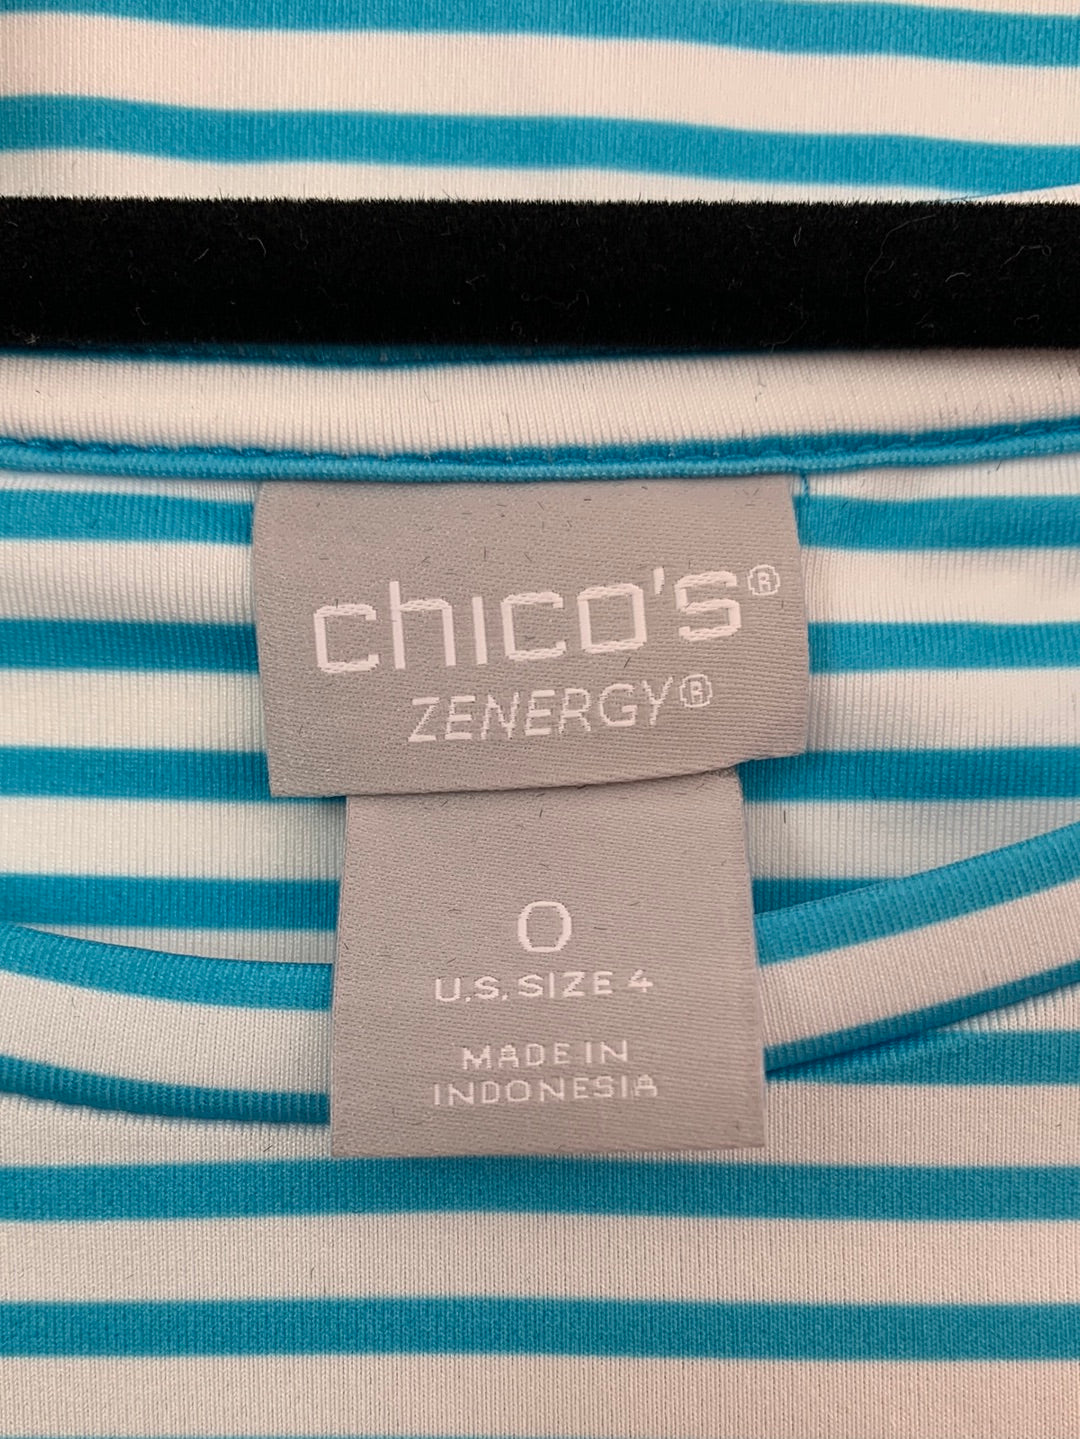 chico's®
ZENERGY®
0
U.S. SIZE 4
MADE IN
INDONESIA